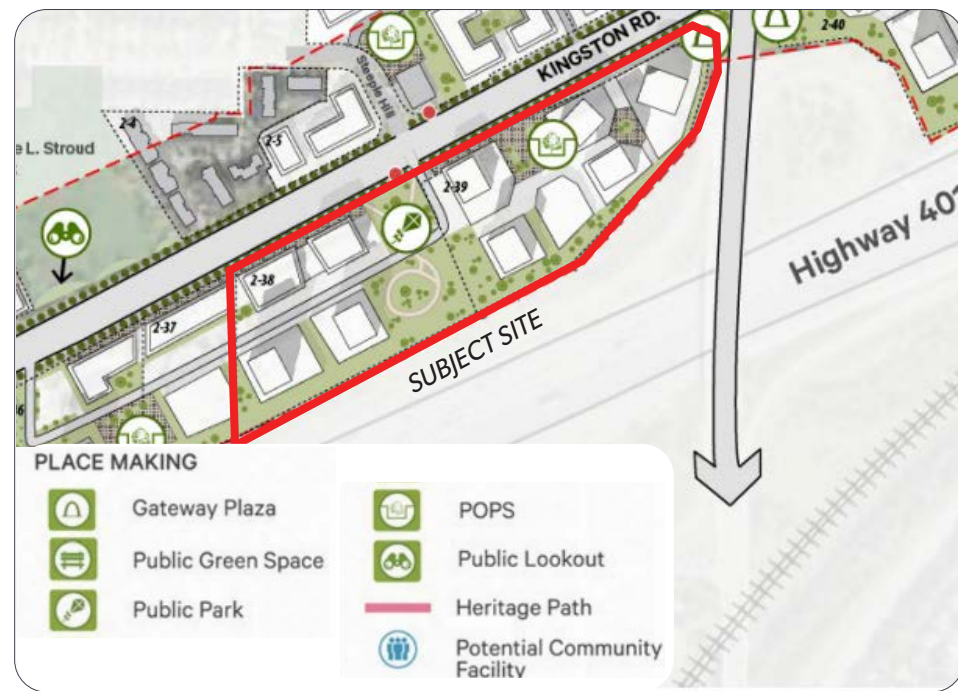 2-40
KINGSTON RD.
Steeple Hill
2-4
2-5
e L. Stroud
2-39
Highway 401
2-38
2-37
SUBJECT SITE
PLACE MAKING
Gateway Plaza
Public Green Space
Public Park
POPS
Public Lookout
Heritage Path
Potential Community
Facility